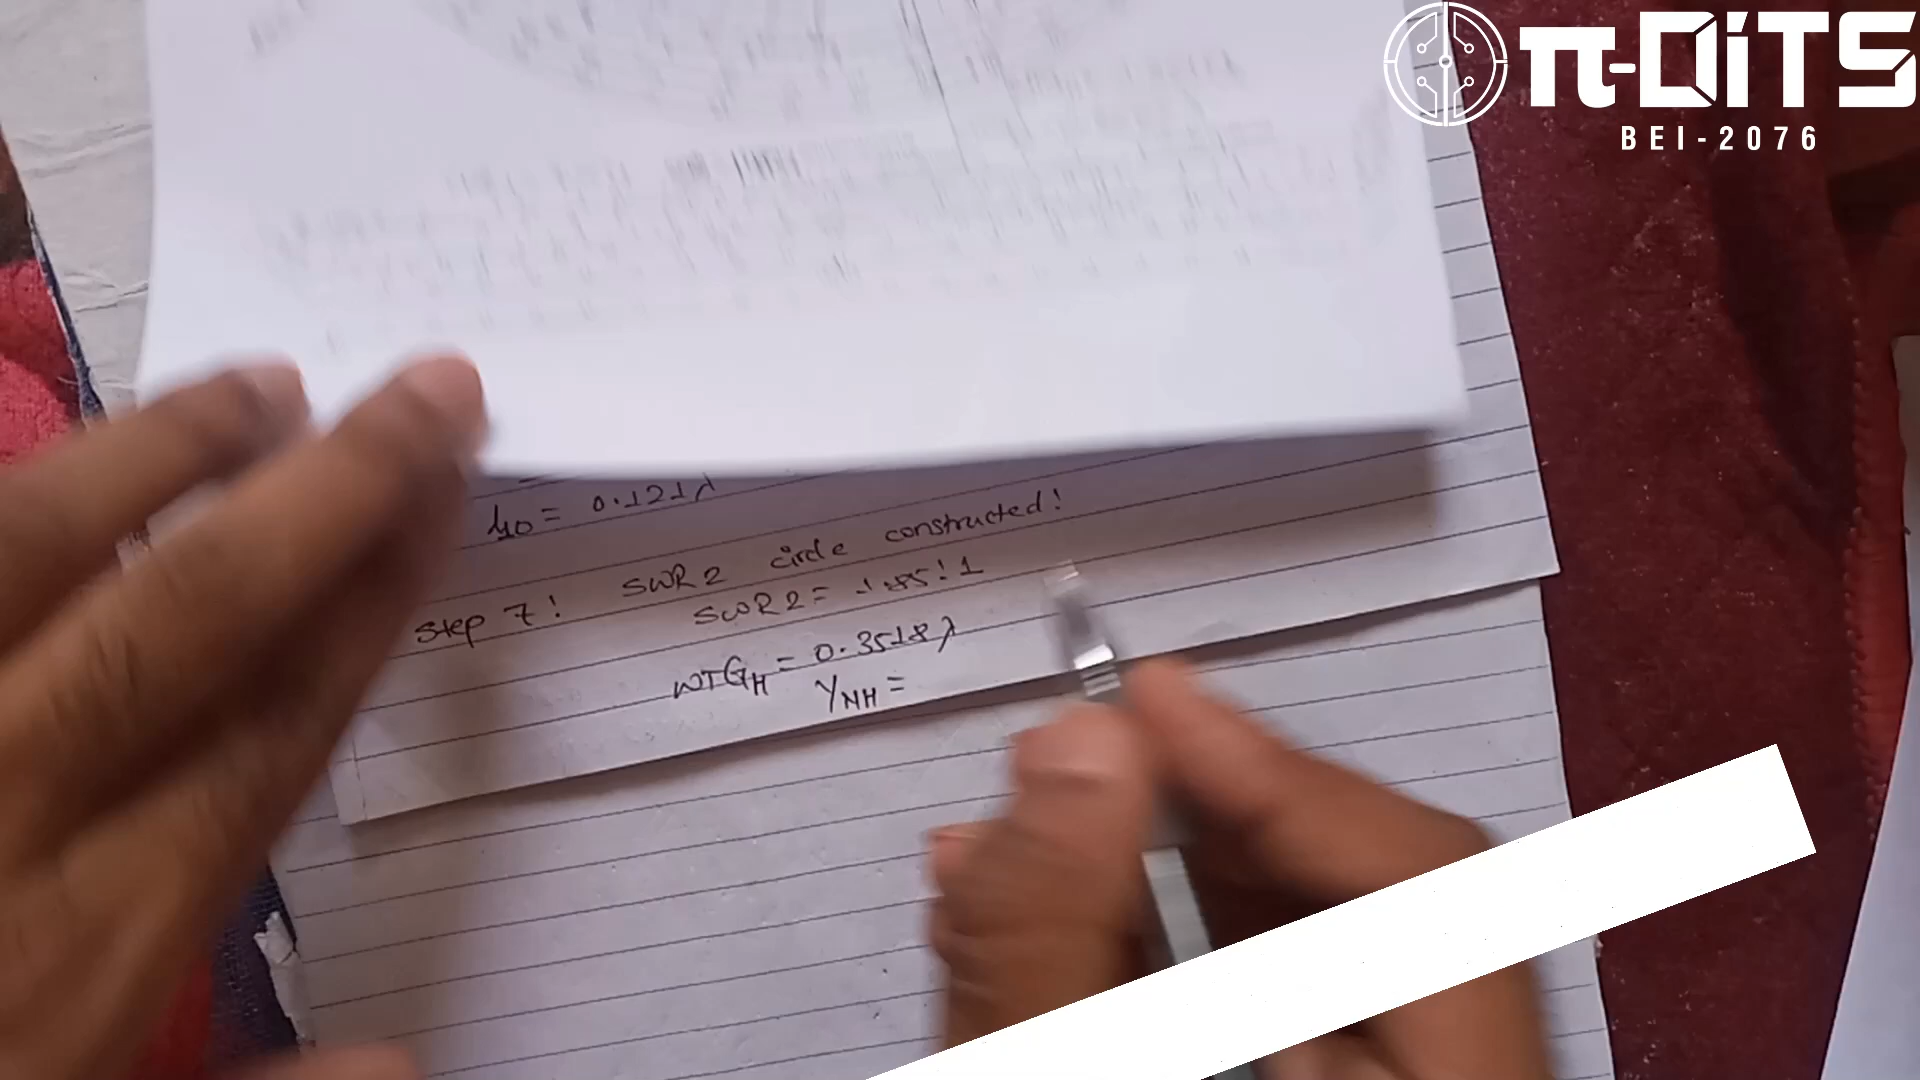 π-DiTS
BEI-2076
l10 = 0.121λ
Step 7! SWR2 circle constructed!
SWR2 = 1.85:1
WTGH = 0.3518λ
YNH =